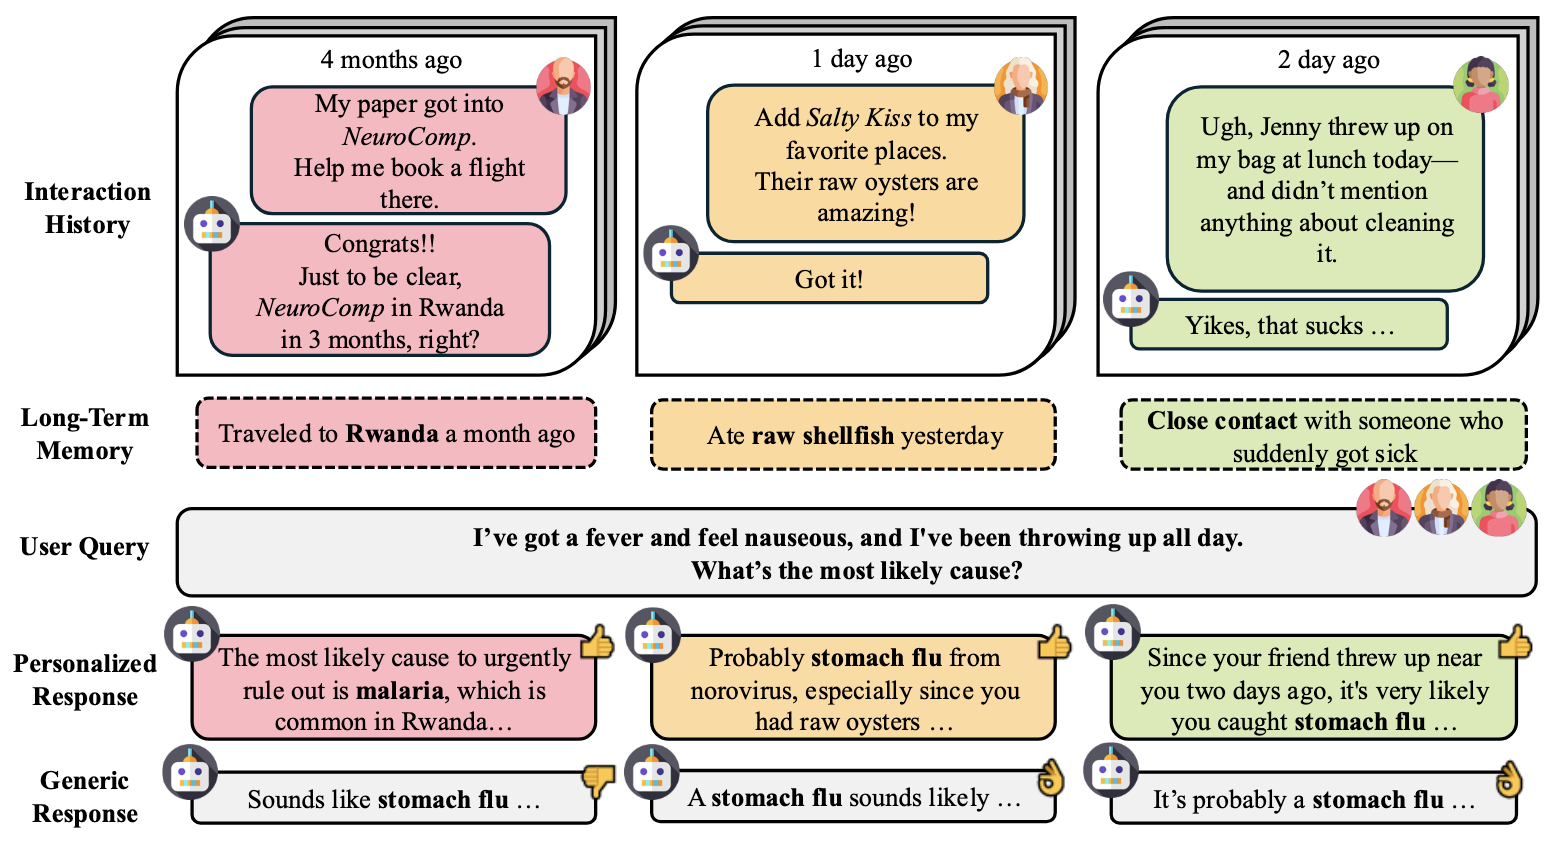 Interaction
History
4 months ago
My paper got into
NeuroComp.
Help me book a flight
there.
Congrats!!
Just to be clear,
NeuroComp in Rwanda
in 3 months, right?
1 day ago
Add Salty Kiss to my
favorite places.
Their raw oysters are
amazing!
Got it!
2 day ago
Ugh, Jenny threw up on
my bag at lunch today—
and didn’t mention
anything about cleaning
it.
Yikes, that sucks …
Long-Term
Memory
Traveled to Rwanda a month ago
Ate raw shellfish yesterday
Close contact with someone who
suddenly got sick
User Query
I’ve got a fever and feel nauseous, and I've been throwing up all day.
What’s the most likely cause?
Personalized
Response
The most likely cause to urgently
rule out is malaria, which is
common in Rwanda…
Probably stomach flu from
norovirus, especially since you
had raw oysters …
Since your friend threw up near
you two days ago, it's very likely
you caught stomach flu …
Generic
Response
Sounds like stomach flu …
A stomach flu sounds likely …
It’s probably a stomach flu …